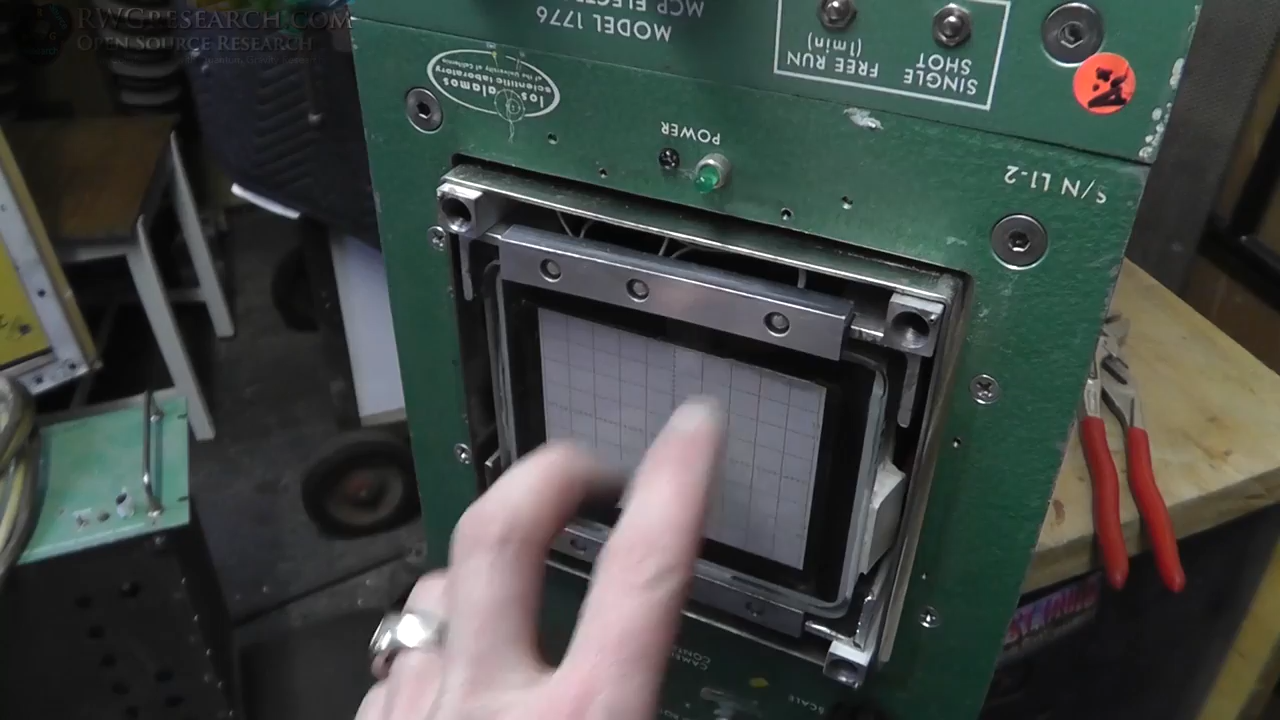 RWGresearch.com
Open Source Research
MODEL 1776
MCP
FREE RUN
(1min)
SINGLE
SHOT
los alamos
scientific laboratory
of the University of California
POWER
S/N L1-2
SCALE